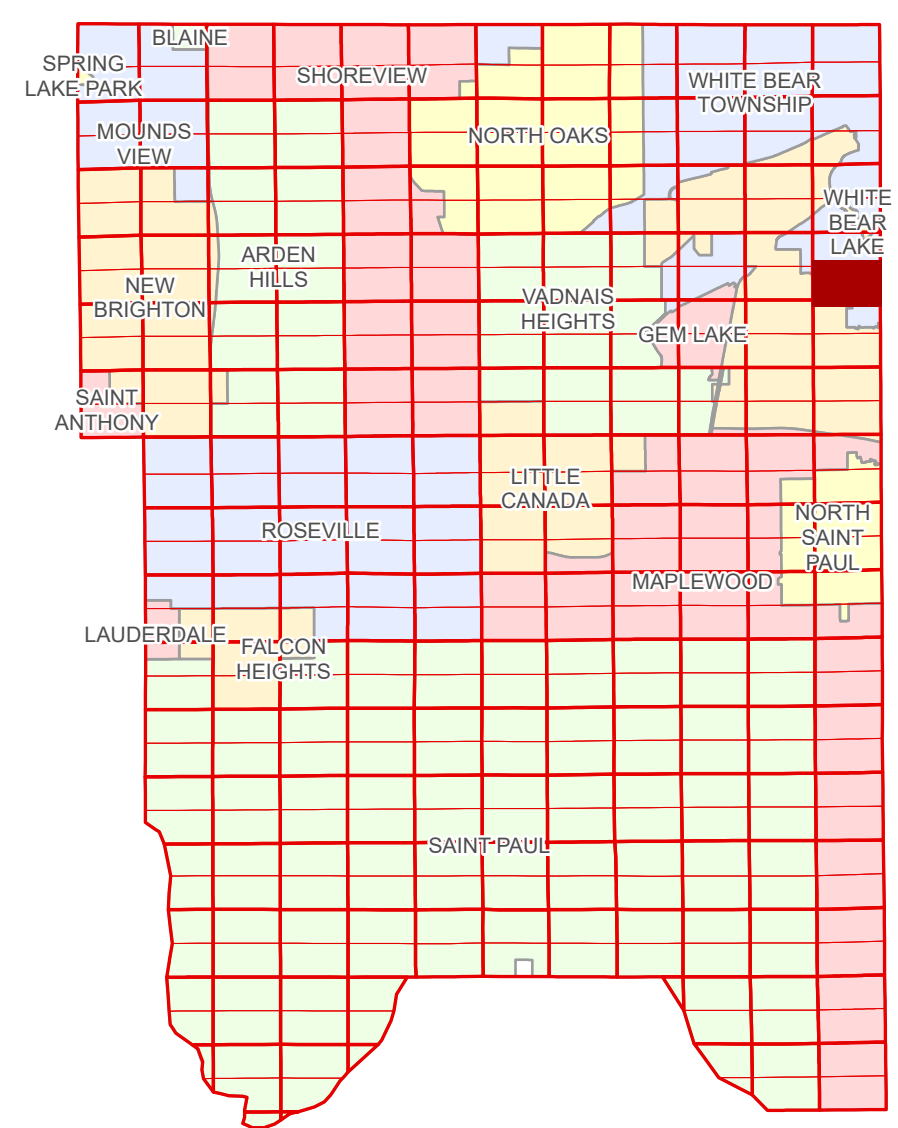 BLAINE
SPRING
LAKE PARK
SHOREVIEW
WHITE BEAR
TOWNSHIP
MOUNDS
VIEW
NORTH OAKS
WHITE
BEAR
LAKE
ARDEN
HILLS
NEW
BRIGHTON
VADNAIS
HEIGHTS
GEM LAKE
SAINT
ANTHONY
LITTLE
CANADA
NORTH
SAINT
PAUL
ROSEVILLE
MAPLEWOOD
LAUDERDALE
FALCON
HEIGHTS
SAINT PAUL